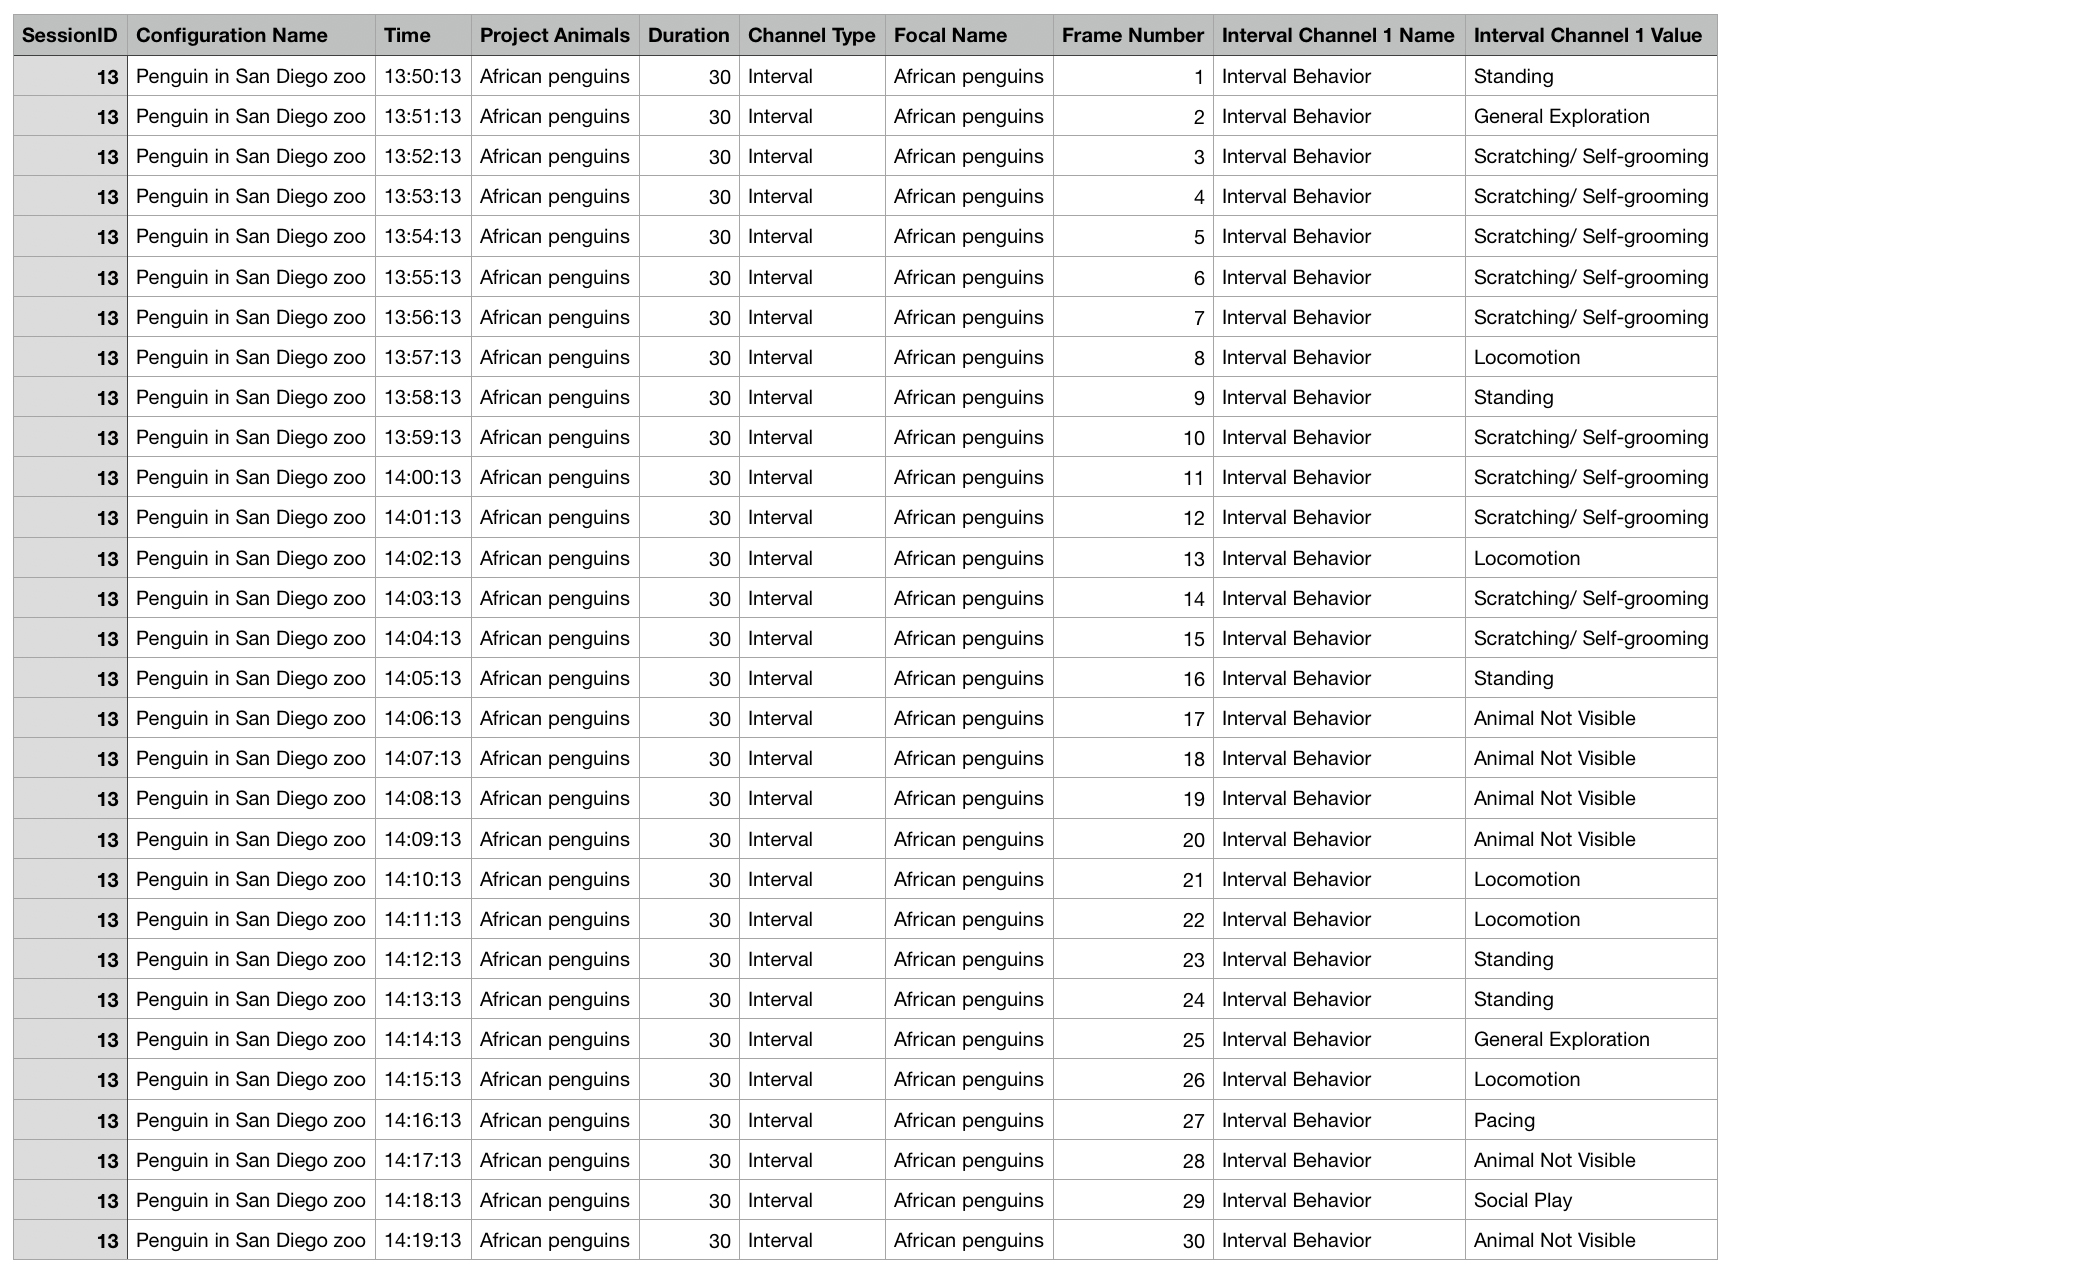 SessionID Configuration Name Time Project Animals Duration Channel Type Focal Name Frame Number Interval Channel 1 Name Interval Channel 1 Value
13 Penguin in San Diego zoo 13:50:13 African penguins 30 Interval African penguins 1 Interval Behavior Standing
13 Penguin in San Diego zoo 13:51:13 African penguins 30 Interval African penguins 2 Interval Behavior General Exploration
13 Penguin in San Diego zoo 13:52:13 African penguins 30 Interval African penguins 3 Interval Behavior Scratching/ Self-grooming
13 Penguin in San Diego zoo 13:53:13 African penguins 30 Interval African penguins 4 Interval Behavior Scratching/ Self-grooming
13 Penguin in San Diego zoo 13:54:13 African penguins 30 Interval African penguins 5 Interval Behavior Scratching/ Self-grooming
13 Penguin in San Diego zoo 13:55:13 African penguins 30 Interval African penguins 6 Interval Behavior Scratching/ Self-grooming
13 Penguin in San Diego zoo 13:56:13 African penguins 30 Interval African penguins 7 Interval Behavior Scratching/ Self-grooming
13 Penguin in San Diego zoo 13:57:13 African penguins 30 Interval African penguins 8 Interval Behavior Locomotion
13 Penguin in San Diego zoo 13:58:13 African penguins 30 Interval African penguins 9 Interval Behavior Standing
13 Penguin in San Diego zoo 13:59:13 African penguins 30 Interval African penguins 10 Interval Behavior Scratching/ Self-grooming
13 Penguin in San Diego zoo 14:00:13 African penguins 30 Interval African penguins 11 Interval Behavior Scratching/ Self-grooming
13 Penguin in San Diego zoo 14:01:13 African penguins 30 Interval African penguins 12 Interval Behavior Scratching/ Self-grooming
13 Penguin in San Diego zoo 14:02:13 African penguins 30 Interval African penguins 13 Interval Behavior Locomotion
13 Penguin in San Diego zoo 14:03:13 African penguins 30 Interval African penguins 14 Interval Behavior Scratching/ Self-grooming
13 Penguin in San Diego zoo 14:04:13 African penguins 30 Interval African penguins 15 Interval Behavior Scratching/ Self-grooming
13 Penguin in San Diego zoo 14:05:13 African penguins 30 Interval African penguins 16 Interval Behavior Standing
13 Penguin in San Diego zoo 14:06:13 African penguins 30 Interval African penguins 17 Interval Behavior Animal Not Visible
13 Penguin in San Diego zoo 14:07:13 African penguins 30 Interval African penguins 18 Interval Behavior Animal Not Visible
13 Penguin in San Diego zoo 14:08:13 African penguins 30 Interval African penguins 19 Interval Behavior Animal Not Visible
13 Penguin in San Diego zoo 14:09:13 African penguins 30 Interval African penguins 20 Interval Behavior Animal Not Visible
13 Penguin in San Diego zoo 14:10:13 African penguins 30 Interval African penguins 21 Interval Behavior Locomotion
13 Penguin in San Diego zoo 14:11:13 African penguins 30 Interval African penguins 22 Interval Behavior Locomotion
13 Penguin in San Diego zoo 14:12:13 African penguins 30 Interval African penguins 23 Interval Behavior Standing
13 Penguin in San Diego zoo 14:13:13 African penguins 30 Interval African penguins 24 Interval Behavior Standing
13 Penguin in San Diego zoo 14:14:13 African penguins 30 Interval African penguins 25 Interval Behavior General Exploration
13 Penguin in San Diego zoo 14:15:13 African penguins 30 Interval African penguins 26 Interval Behavior Locomotion
13 Penguin in San Diego zoo 14:16:13 African penguins 30 Interval African penguins 27 Interval Behavior Pacing
13 Penguin in San Diego zoo 14:17:13 African penguins 30 Interval African penguins 28 Interval Behavior Animal Not Visible
13 Penguin in San Diego zoo 14:18:13 African penguins 30 Interval African penguins 29 Interval Behavior Social Play
13 Penguin in San Diego zoo 14:19:13 African penguins 30 Interval African penguins 30 Interval Behavior Animal Not Visible